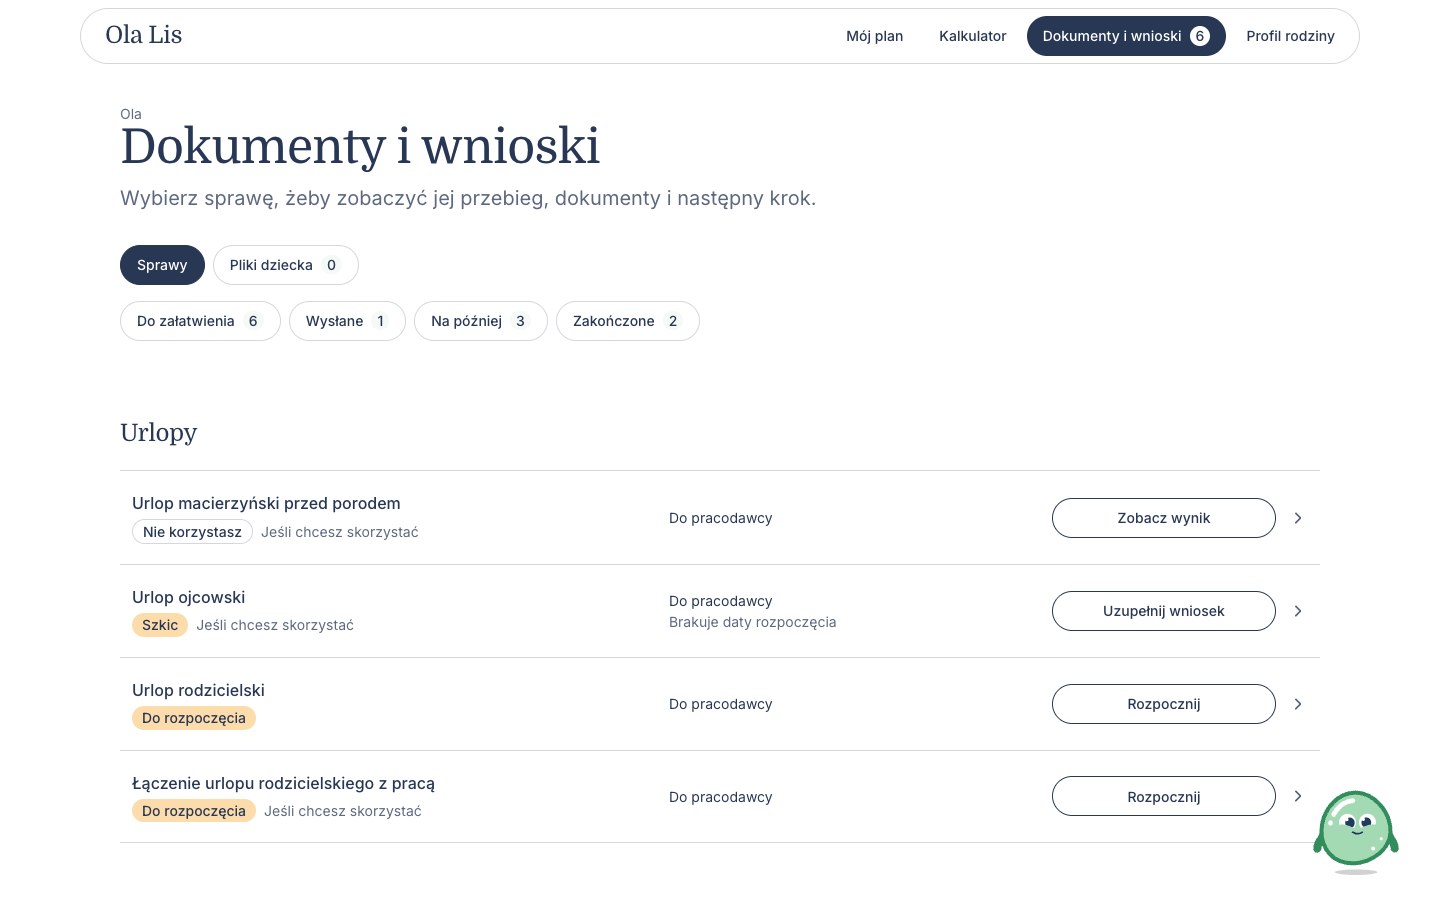 Ola Lis
Mój plan
Kalkulator
Dokumenty i wnioski 6
Profil rodziny
Ola
Dokumenty i wnioski
Wybierz sprawę, żeby zobaczyć jej przebieg, dokumenty i następny krok.
Sprawy
Pliki dziecka 0
Do załatwienia 6
Wysłane 1
Na później 3
Zakończone 2
Urlopy
Urlop macierzyński przed porodem
Nie korzystasz Jeśli chcesz skorzystać
Do pracodawcy
Zobacz wynik
Urlop ojcowski
Szkic Jeśli chcesz skorzystać
Do pracodawcy
Brakuje daty rozpoczęcia
Uzupełnij wniosek
Urlop rodzicielski
Do rozpoczęcia
Do pracodawcy
Rozpocznij
Łączenie urlopu rodzicielskiego z pracą
Do rozpoczęcia Jeśli chcesz skorzystać
Do pracodawcy
Rozpocznij